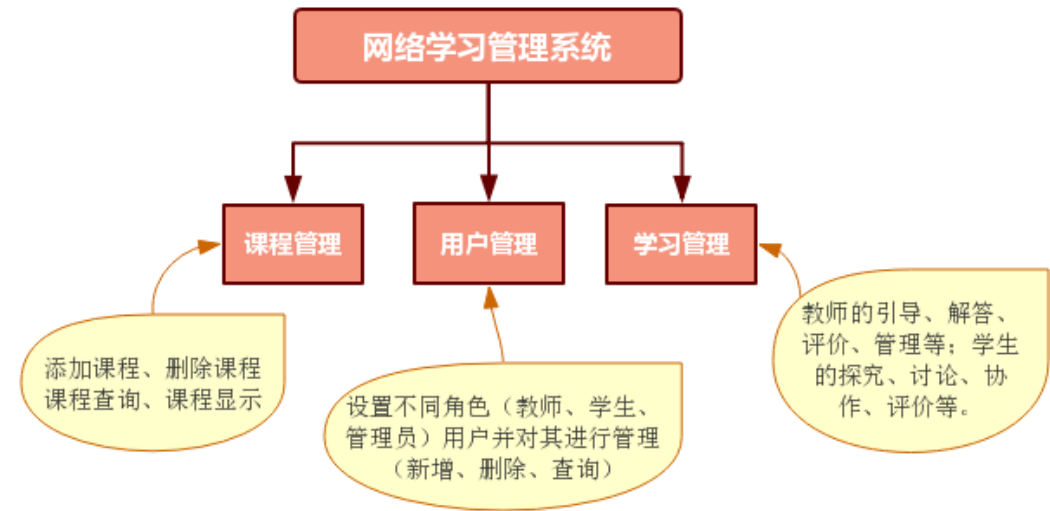 网络学习管理系统
课程管理
用户管理
学习管理
添加课程、删除课程
课程查询、课程显示
设置不同角色（教师、学生、
管理员）用户并对其进行管理
（新增、删除、查询）
教师的引导、解答、
评价、管理等；学生
的探究、讨论、协
作、评价等。